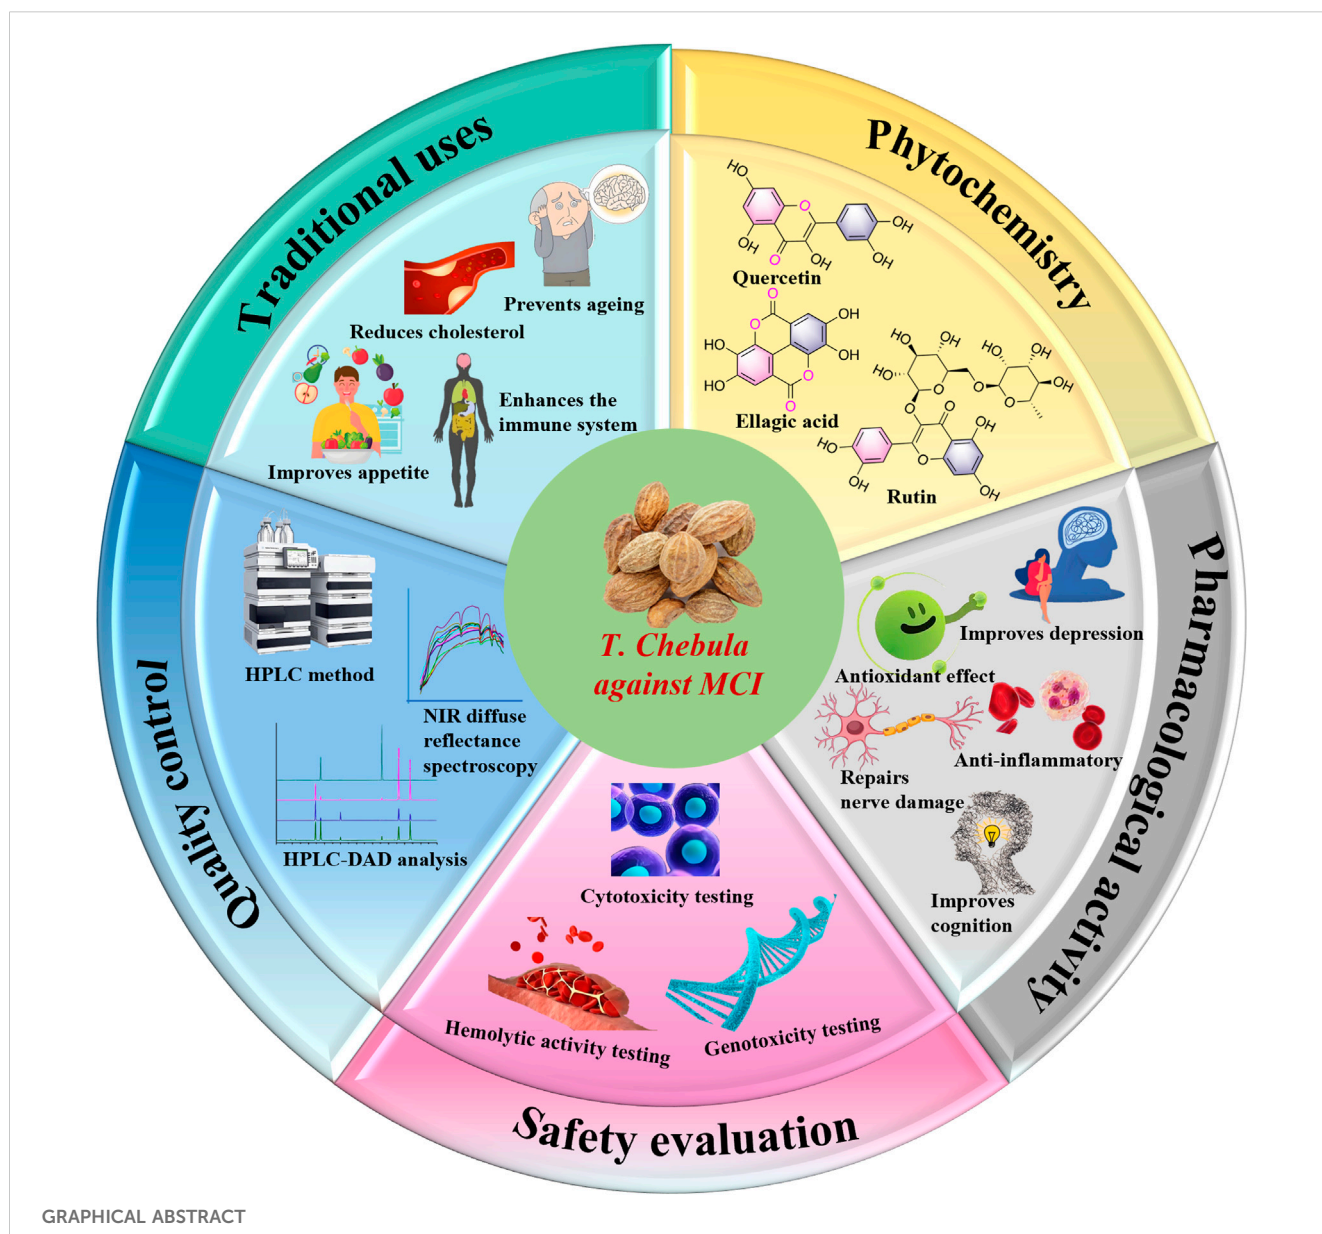 Traditional uses
Prevents ageing
Reduces cholesterol
Enhances the
immune system
Improves appetite
Phytochemistry
HO
O
OH
O
OH
OH
OH
Quercetin
O
O
OH
HO
OH
HO
O
O
Ellagic acid
OH
HO
HO
OH
O
O
O
OH
OH
OH
O
O
OH
HO
O
OH
OH
Rutin
Pharmacological activity
Improves depression
Antioxidant effect
Anti-inflammatory
Repairs
nerve damage
Improves
cognition
Safety evaluation
Cytotoxicity testing
Hemolytic activity testing
Genotoxicity testing
Quality control
HPLC method
NIR diffuse
reflectance
spectroscopy
HPLC-DAD analysis
T. Chebula
against MCI
GRAPHICAL ABSTRACT